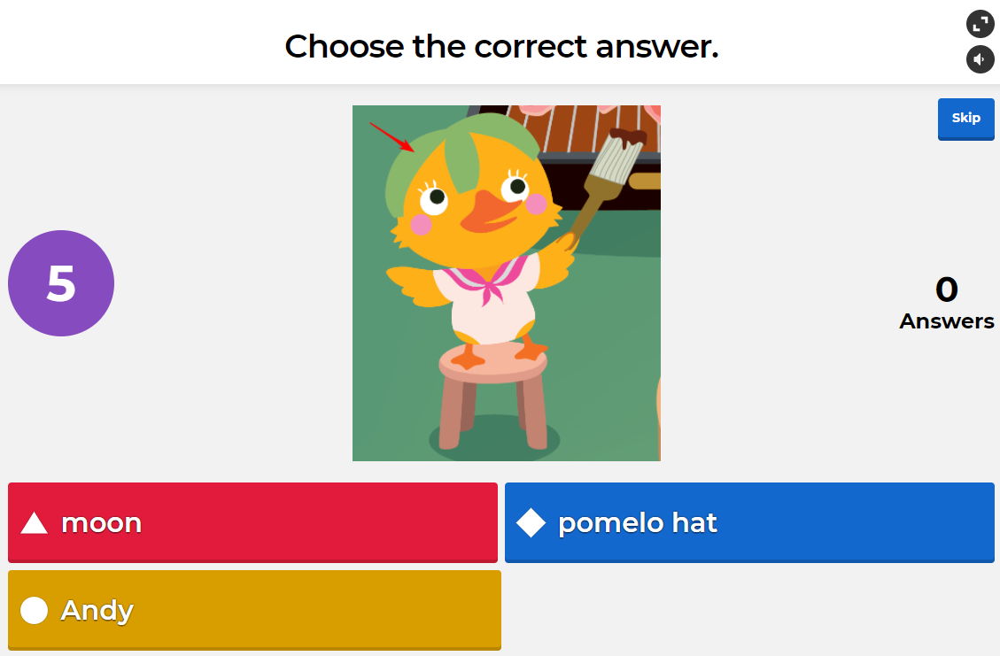 Choose the correct answer.
Skip
5
0
Answers
moon
pomelo hat
Andy